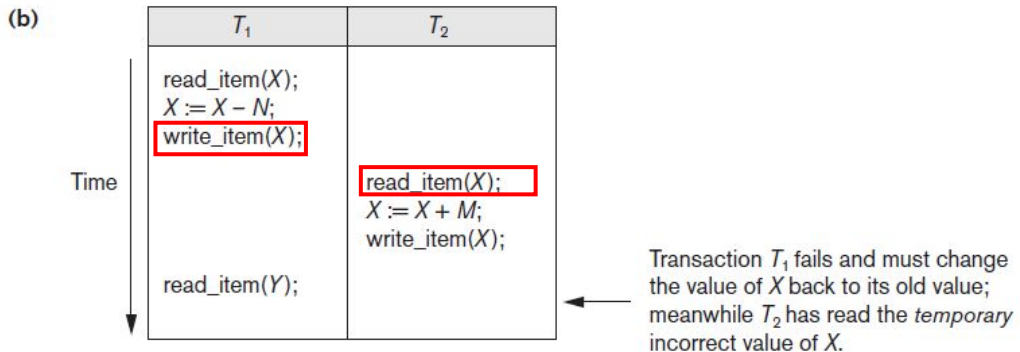 (b)
T1 T2
read_item(X);
X := X – N;
write_item(X);
Time
read_item(X);
X := X + M;
write_item(X);
read_item(Y);
Transaction T1 fails and must change
the value of X back to its old value;
meanwhile T2 has read the temporary
incorrect value of X.